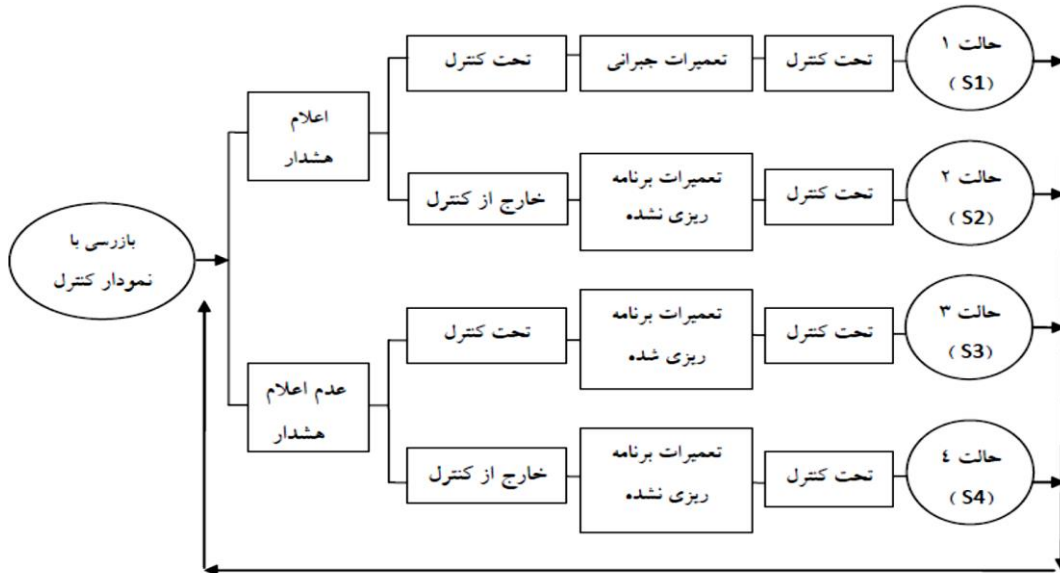 بازرسی با
نمودار کنترل
اعلام
هشدار
تحت کنترل
تعمیرات جبرانی
تحت کنترل
حالت ۱
(S1)
خارج از کنترل
تعمیرات برنامه
ریزی نشده
تحت کنترل
حالت ۲
(S2)
عدم اعلام
هشدار
تحت کنترل
تعمیرات برنامه
ریزی شده
تحت کنترل
حالت ۳
(S3)
خارج از کنترل
تعمیرات برنامه
ریزی نشده
تحت کنترل
حالت ٤
(S4)